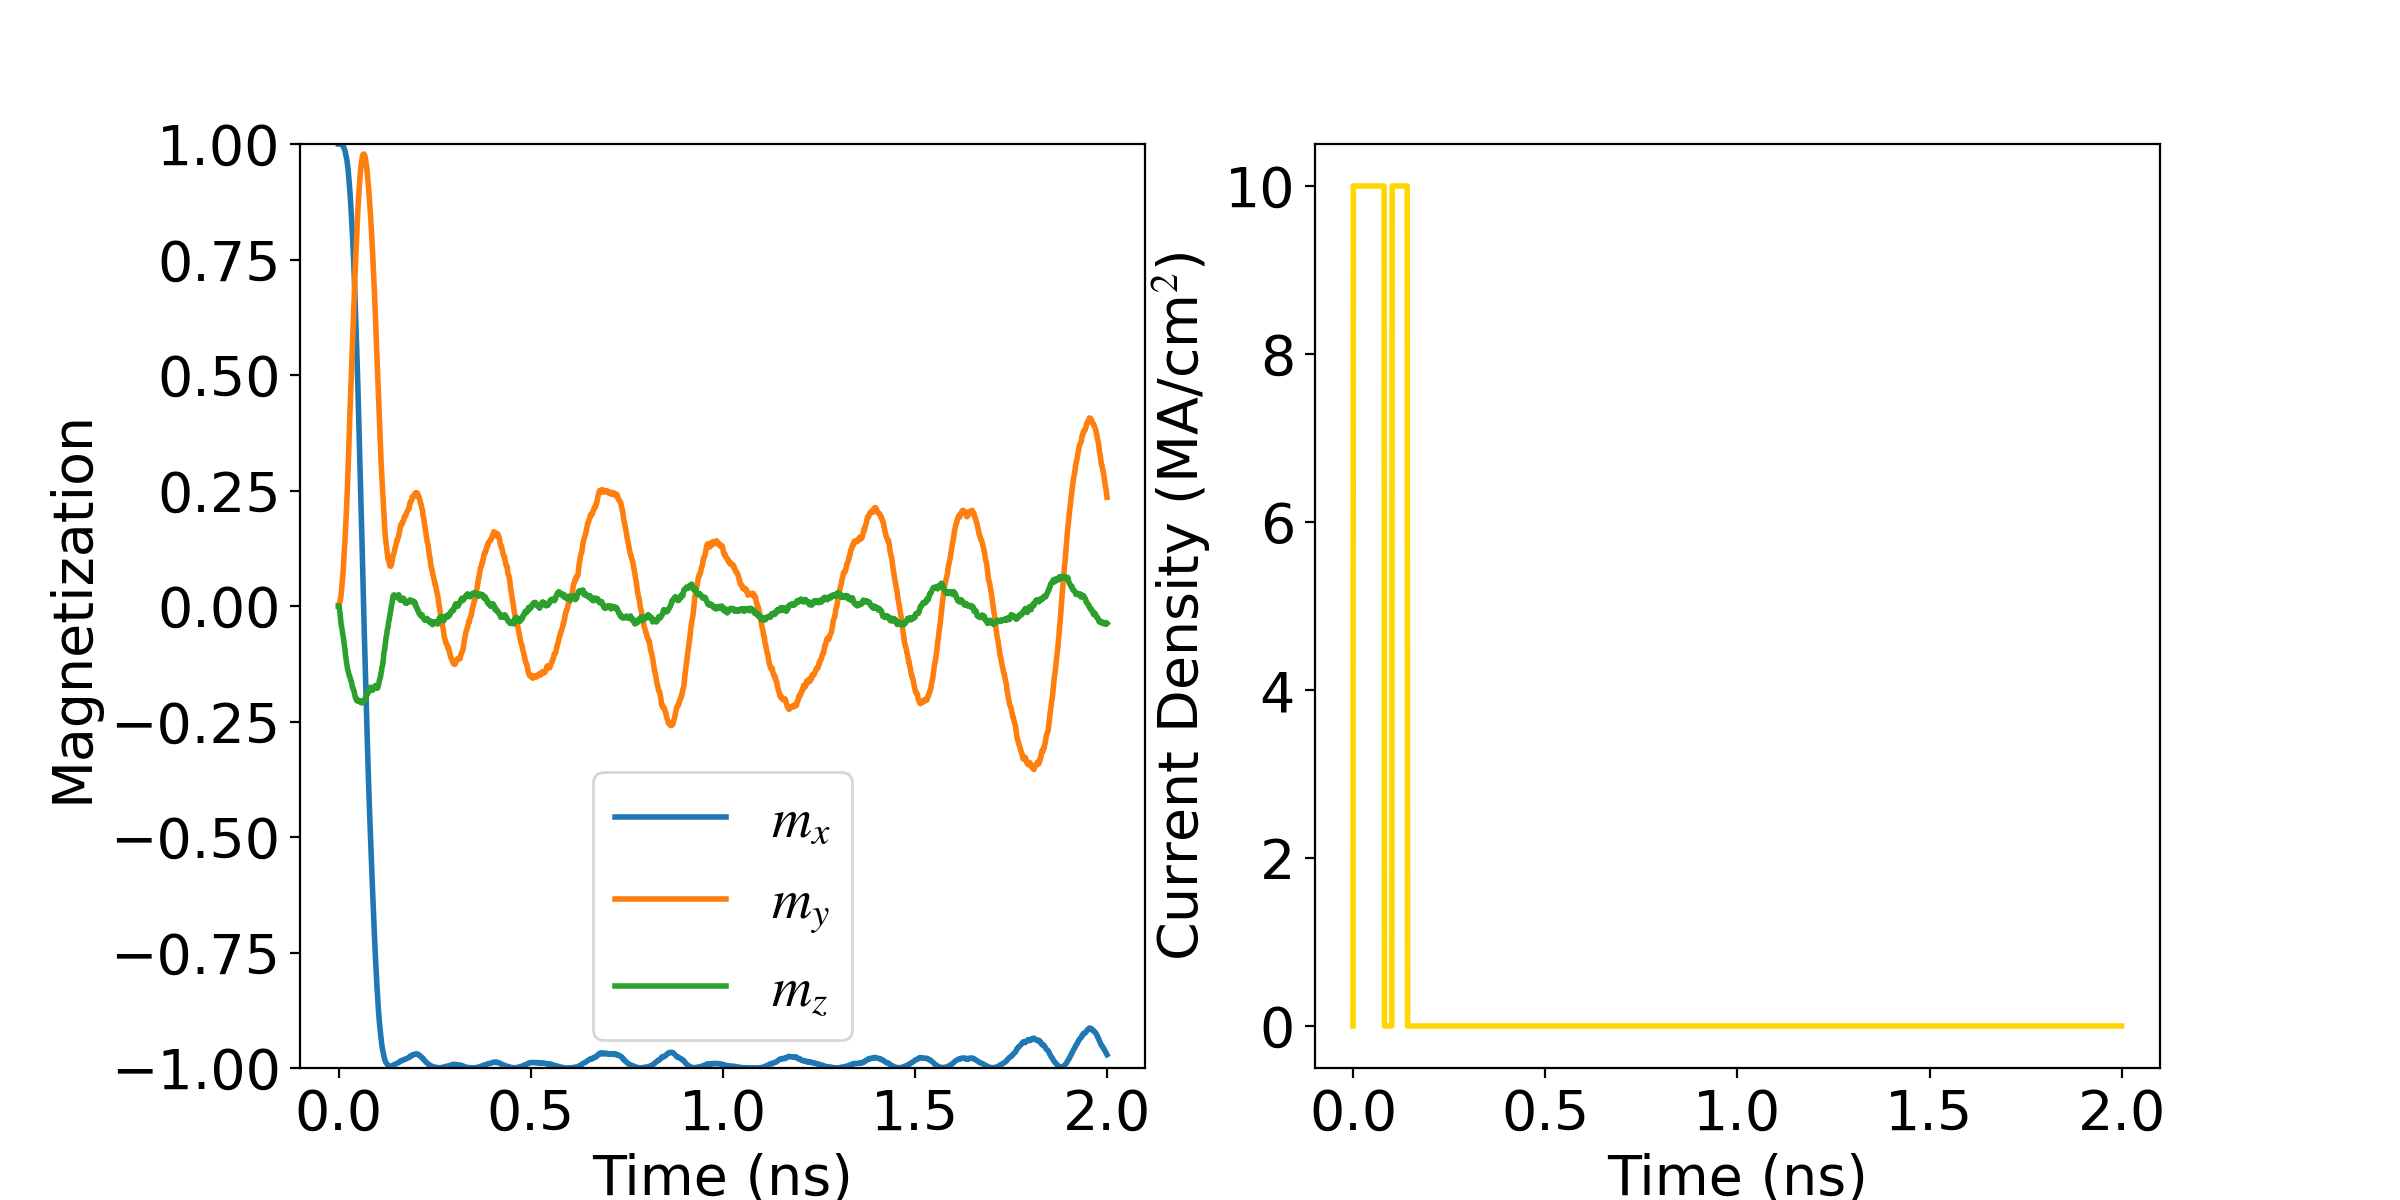 Magnetization
1.00
0.75
0.50
0.25
0.00
−0.25
−0.50
−0.75
−1.00
m_x
m_y
m_z
0.0 0.5 1.0 1.5 2.0
Time (ns)
Current Density (MA/cm²)
10
8
6
4
2
0
0.0 0.5 1.0 1.5 2.0
Time (ns)